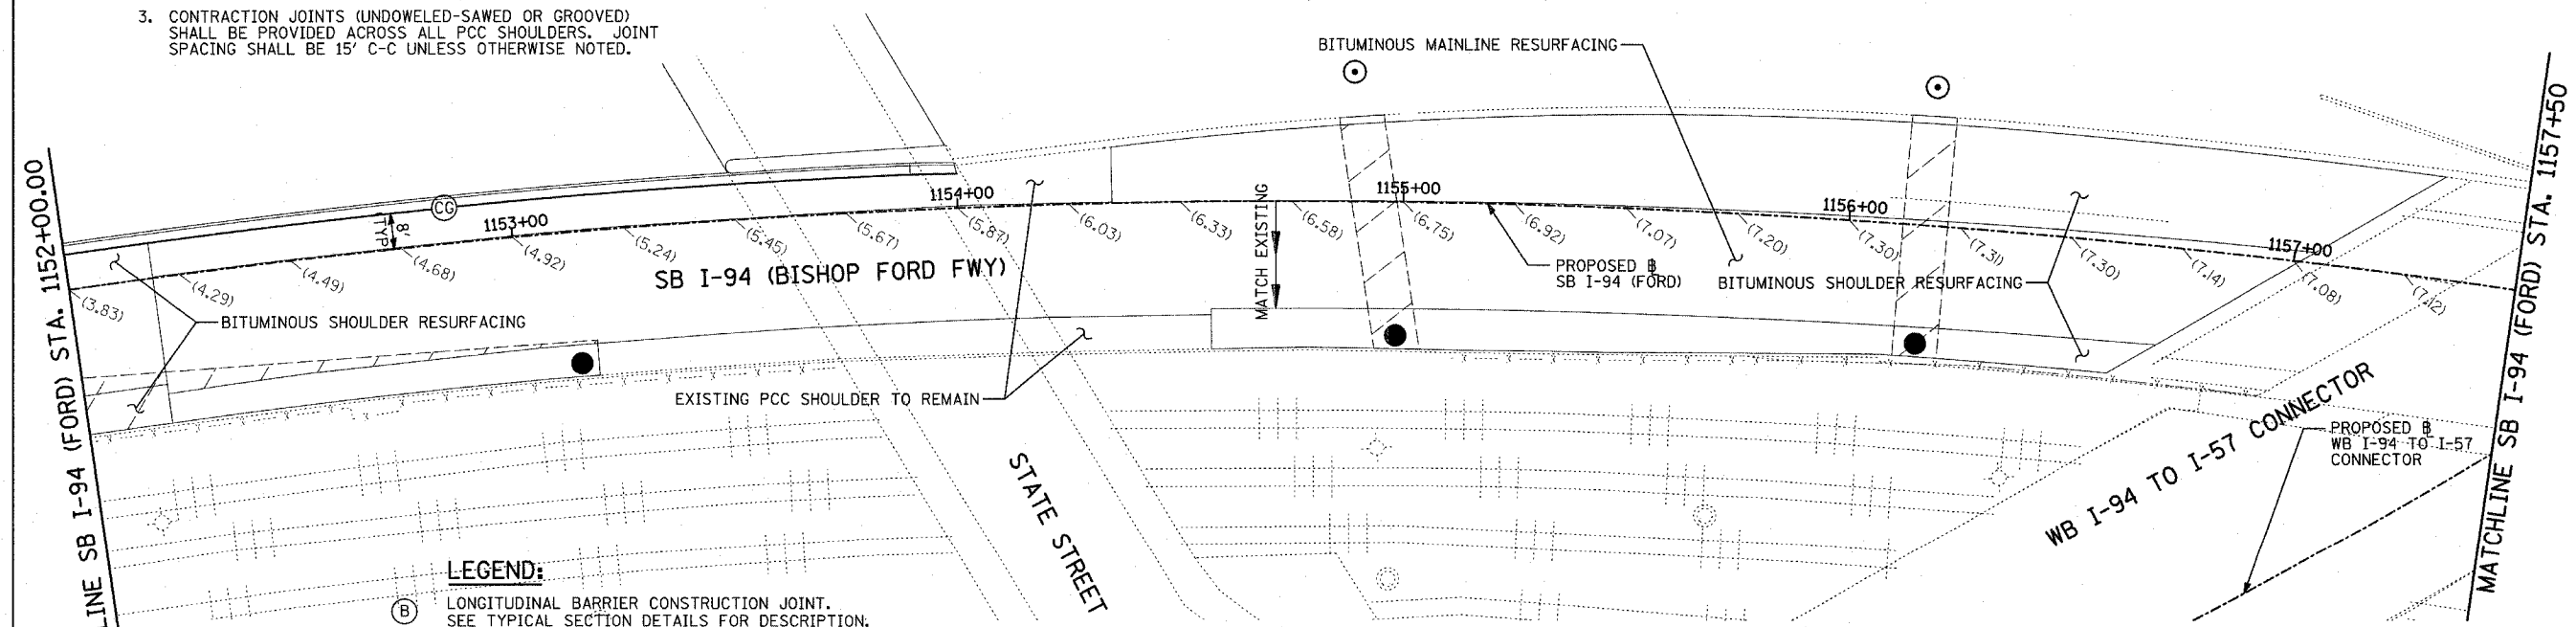 3. CONTRACTION JOINTS (UNDOWELED-SAWED OR GROOVED)
SHALL BE PROVIDED ACROSS ALL PCC SHOULDERS. JOINT
SPACING SHALL BE 15' C-C UNLESS OTHERWISE NOTED.
BITUMINOUS MAINLINE RESURFACING
LINE SB I-94 (FORD) STA. 1152+00.00
MATCHLINE SB I-94 (FORD) STA. 1157+50
CG
8'
(TYP)
1153+00
1154+00
1155+00
1156+00
1157+00
(3.83)
(4.29)
(4.49)
(4.68)
(4.92)
(5.24)
(5.45)
(5.67)
(5.87)
(6.03)
(6.33)
(6.58)
(6.75)
(6.92)
(7.07)
(7.20)
(7.30)
(7.31)
(7.30)
(7.14)
(7.08)
(7.12)
SB I-94 (BISHOP FORD FWY)
MATCH EXISTING
PROPOSED
SB I-94 (FORD)
BITUMINOUS SHOULDER RESURFACING
BITUMINOUS SHOULDER RESURFACING
EXISTING PCC SHOULDER TO REMAIN
STATE STREET
WB I-94 TO I-57 CONNECTOR
PROPOSED
WB I-94 TO I-57
CONNECTOR
LEGEND:
B LONGITUDINAL BARRIER CONSTRUCTION JOINT.
SEE TYPICAL SECTION DETAILS FOR DESCRIPTION.